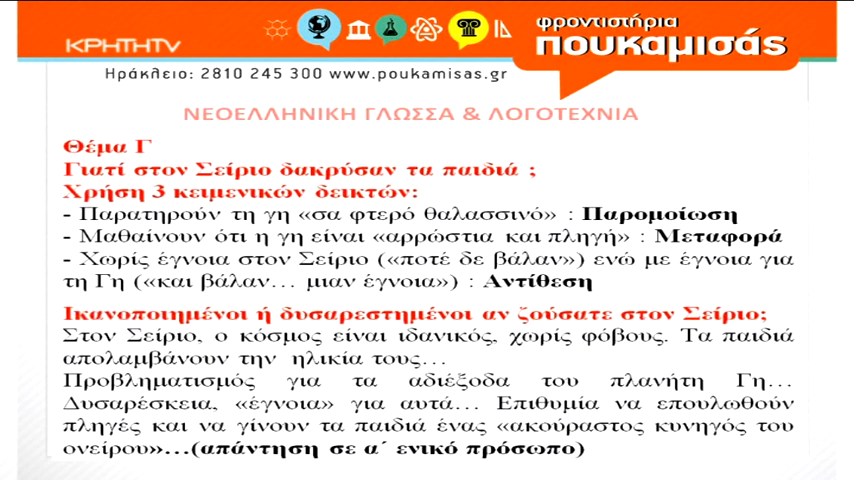 ΚΡΗΤΗTV
φροντιστήρια
πουκαμισάς
Ηράκλειο: 2810 245 300 www.poukamisas.gr
ΝΕΟΕΛΛΗΝΙΚΗ ΓΛΩΣΣΑ & ΛΟΓΟΤΕΧΝΙΑ
Θέμα Γ
Γιατί στον Σείριο δακρύσαν τα παιδιά ;
Χρήση 3 κειμενικών δεικτών:
- Παρατηρούν τη γη «σα φτερό θαλασσινό» : Παρομοίωση
- Μαθαίνουν ότι η γη είναι «αρρώστια και πληγή» : Μεταφορά
- Χωρίς έγνοια στον Σείριο («ποτέ δε βάλαν») ενώ με έγνοια για
τη Γη («και βάλαν… μιαν έγνοια») : Αντίθεση
Ικανοποιημένοι ή δυσαρεστημένοι αν ζούσατε στον Σείριο;
Στον Σείριο, ο κόσμος είναι ιδανικός, χωρίς φόβους. Τα παιδιά
απολαμβάνουν την ηλικία τους…
Προβληματισμός για τα αδιέξοδα του πλανήτη Γη…
Δυσαρέσκεια, «έγνοια» για αυτά… Επιθυμία να επουλωθούν
πληγές και να γίνουν τα παιδιά ένας «ακούραστος κυνηγός του
ονείρου»…(απάντηση σε α΄ ενικό πρόσωπο)